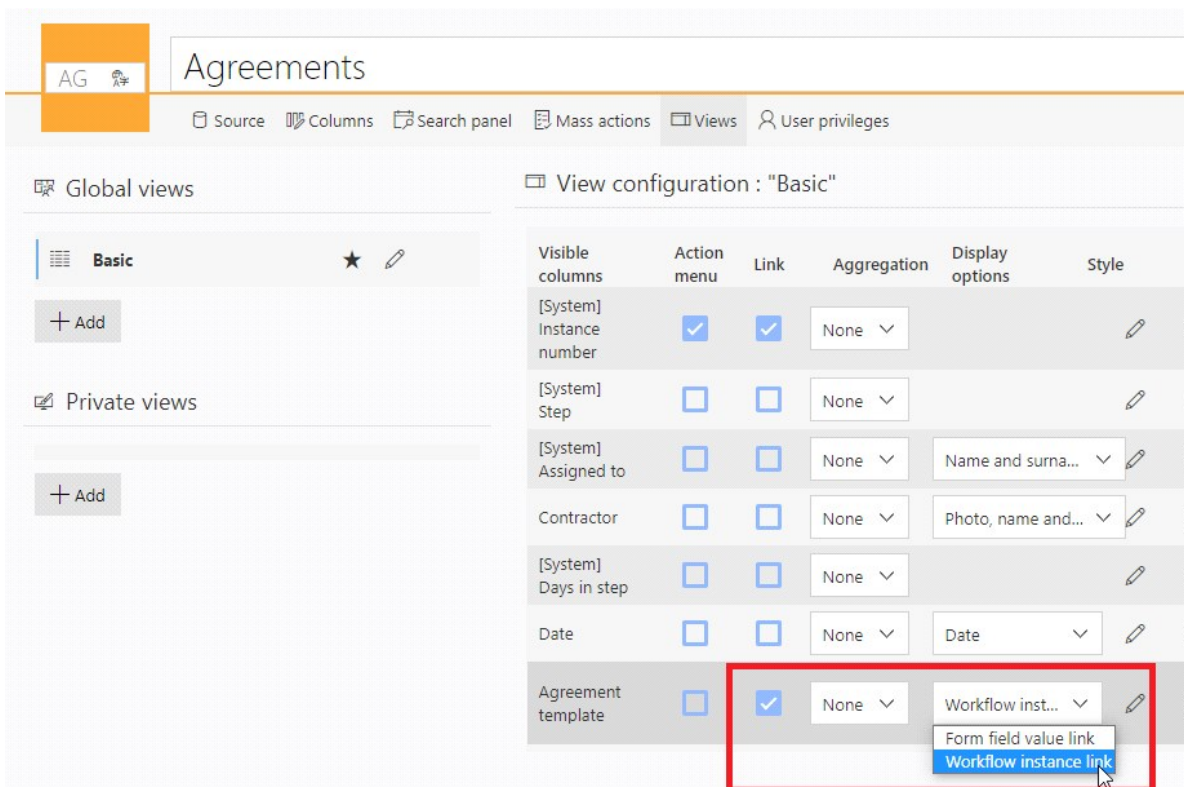 AG
Agreements
Source Columns Search panel Mass actions Views User privileges
Global views
Basic
+ Add
Private views
+ Add
View configuration : "Basic"
Visible columns Action menu Link Aggregation Display options Style
[System] Instance number None
[System] Step None
[System] Assigned to None Name and surna...
Contractor None Photo, name and...
[System] Days in step None
Date None Date
Agreement template None Workflow inst...
Form field value link
Workflow instance link